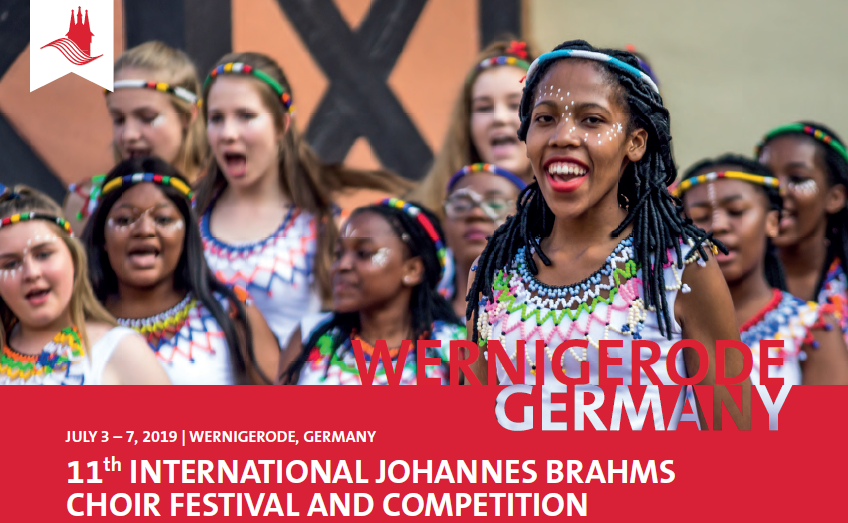 WERNIGERODE
GERMANY
JULY 3 – 7, 2019 | WERNIGERODE, GERMANY
11th INTERNATIONAL JOHANNES BRAHMS
CHOIR FESTIVAL AND COMPETITION